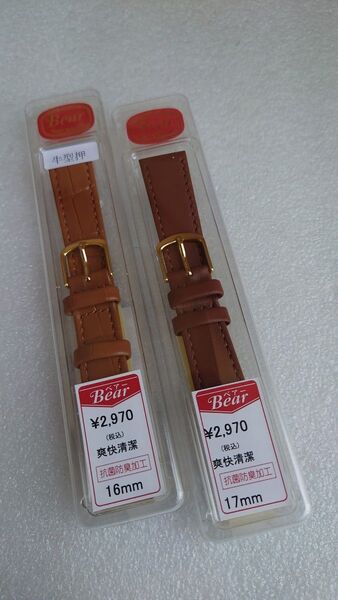 Bear
牛型押
ベアー
Bear
¥2,970
(税込)
爽快清潔
抗菌防臭加工
16mm
ベアー
Bear
¥2,970
(税込)
爽快清潔
抗菌防臭加工
17mm